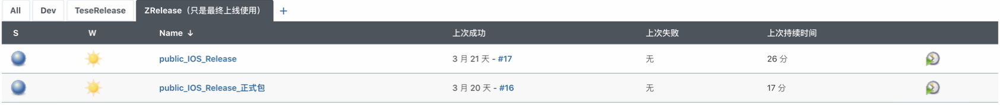 All Dev TeseRelease ZRelease（只是最终上线使用） +
S W Name ↓ 上次成功 上次失败 上次持续时间
public_IOS_Release 3 月 21 天 - #17 无 26 分
public_IOS_Release_正式包 3 月 20 天 - #16 无 17 分